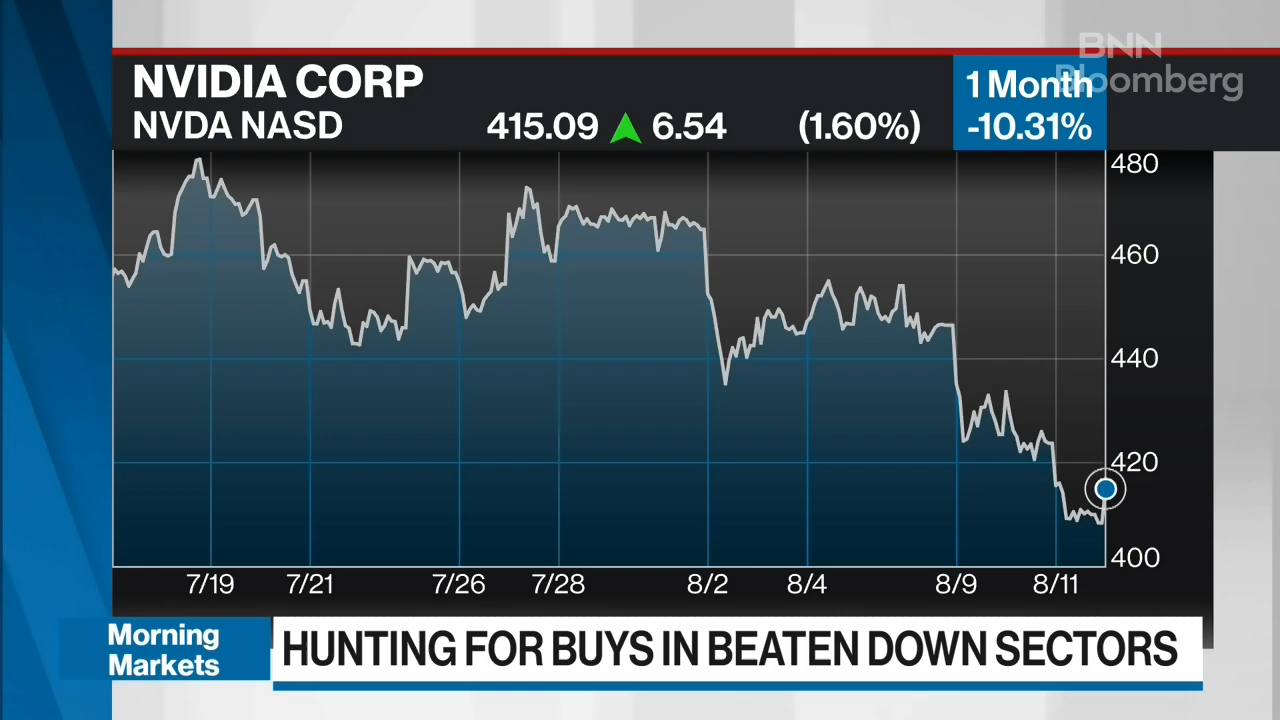 BNN
Bloomberg
NVIDIA CORP
1 Month
NVDA NASD 415.09 ▲ 6.54 (1.60%) -10.31%
480
460
440
420
400
7/19 7/21 7/26 7/28 8/2 8/4 8/9 8/11
Morning
Markets
HUNTING FOR BUYS IN BEATEN DOWN SECTORS